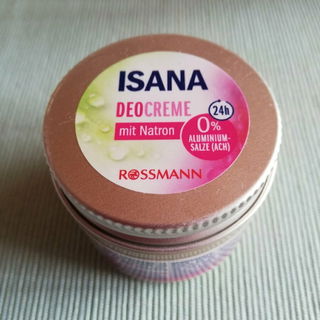 ISANA
DEOCREME
mit Natron
24h
0%
ALUMINIUM-
SALZE (ACH)
ROSSMANN